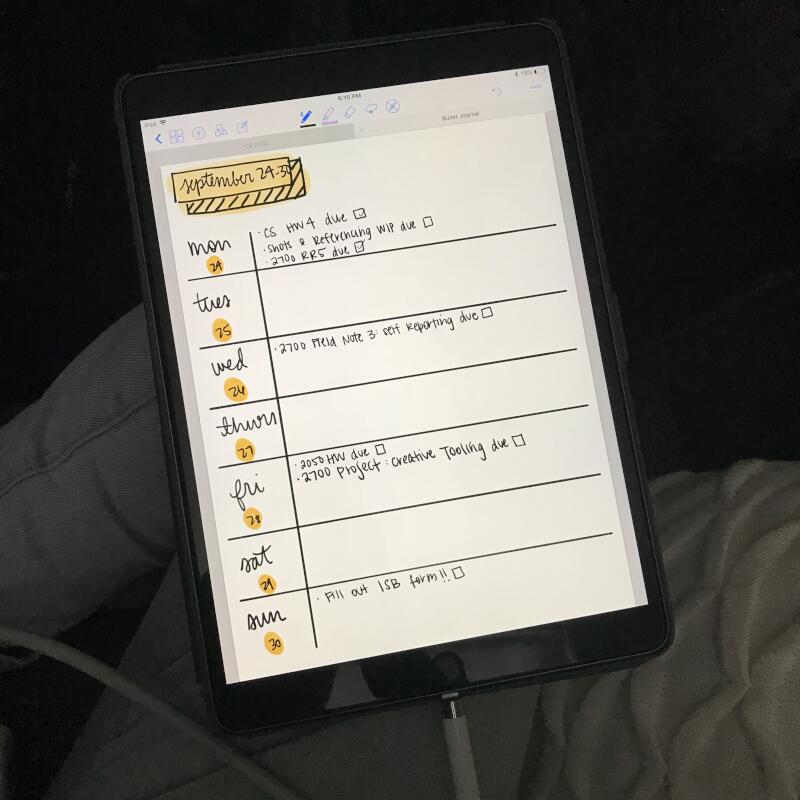 iPad
6:15 PM
19%
CS 2050
Bullet Journal
september 24-30
mon
24
· CS HW4 due
· Shots & Referencing WIP due
· 2700 RR5 due
tues
25
wed
26
· 2700 Field Note 3: Self Reporting due
thurs
27
fri
28
· 2050 HW due
· 2700 Project: Creative Tooling due
sat
29
sun
30
· Fill out ISB form!!